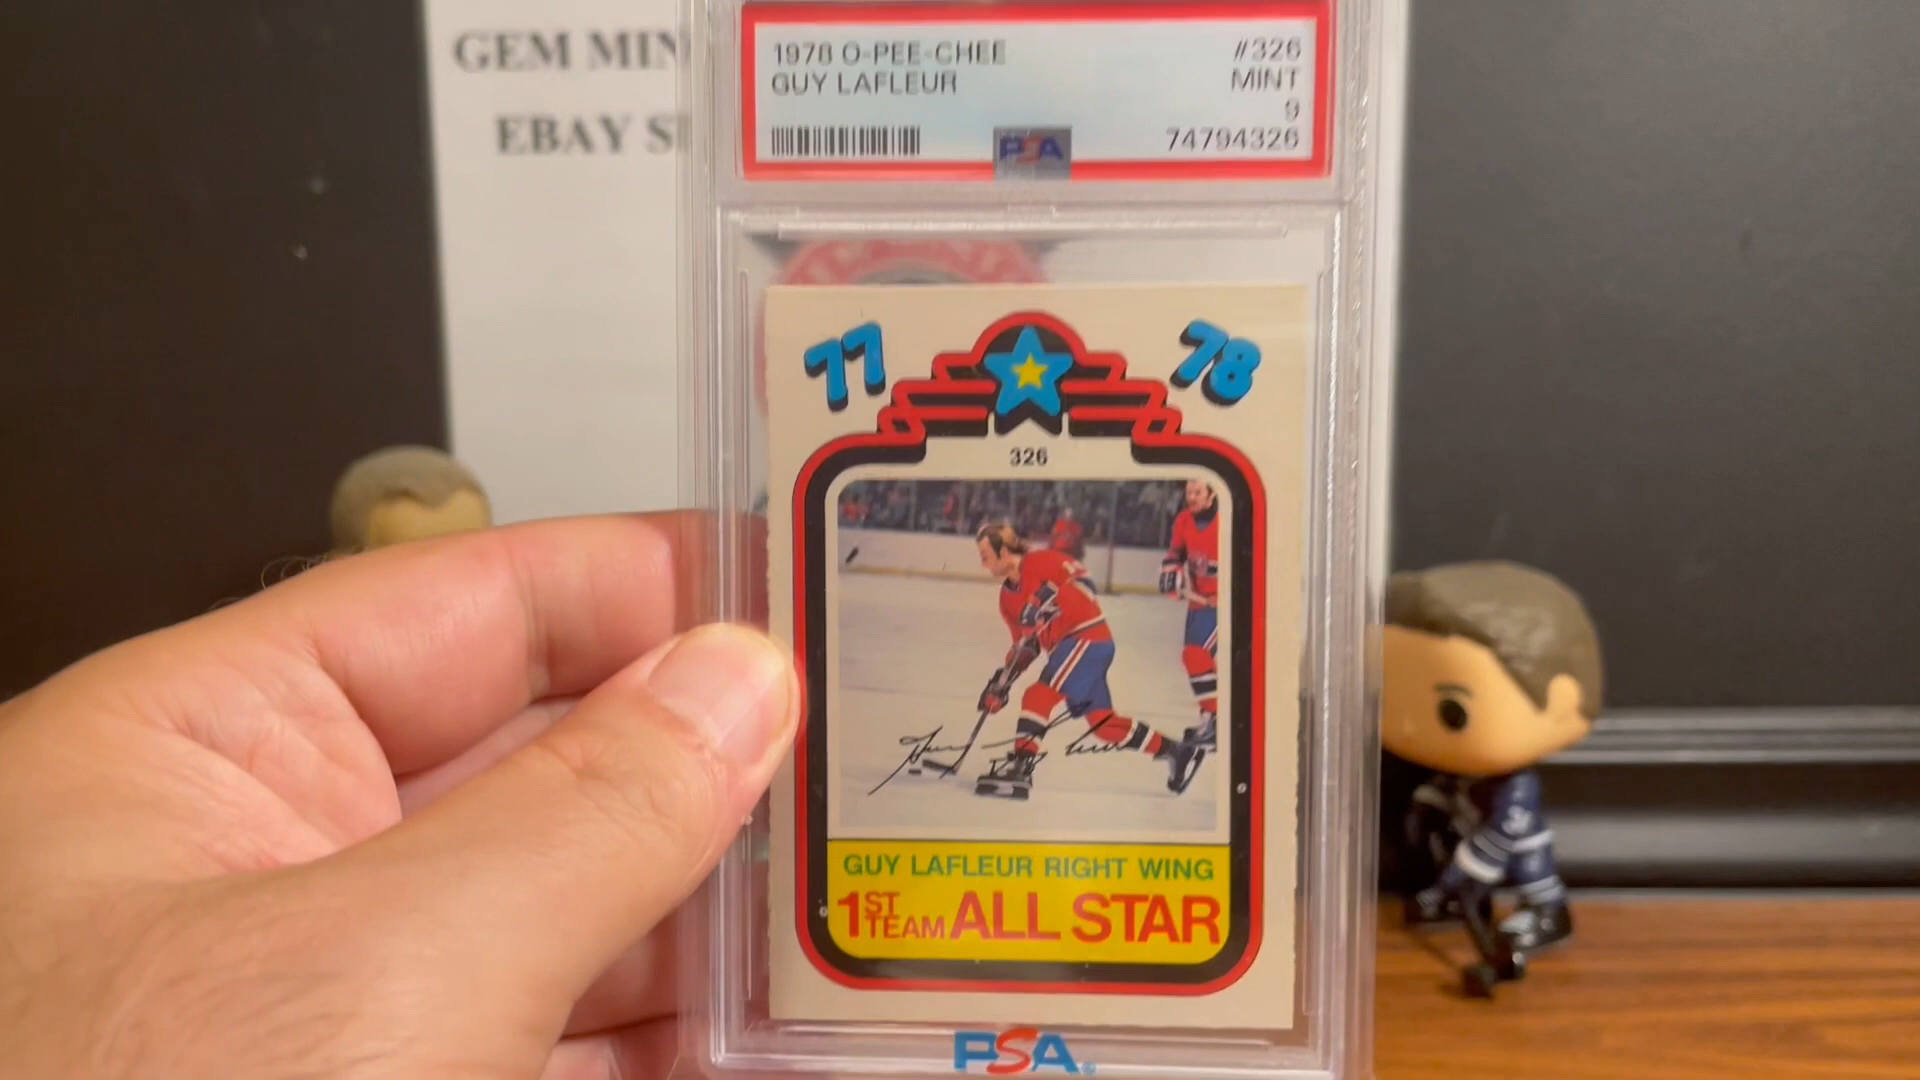 GEM MIN
EBAY S
1978 O-PEE-CHEE #326
GUY LAFLEUR MINT
9
74794326
PSA
77 78
326
GUY LAFLEUR RIGHT WING
1ST TEAM ALL STAR
PSA